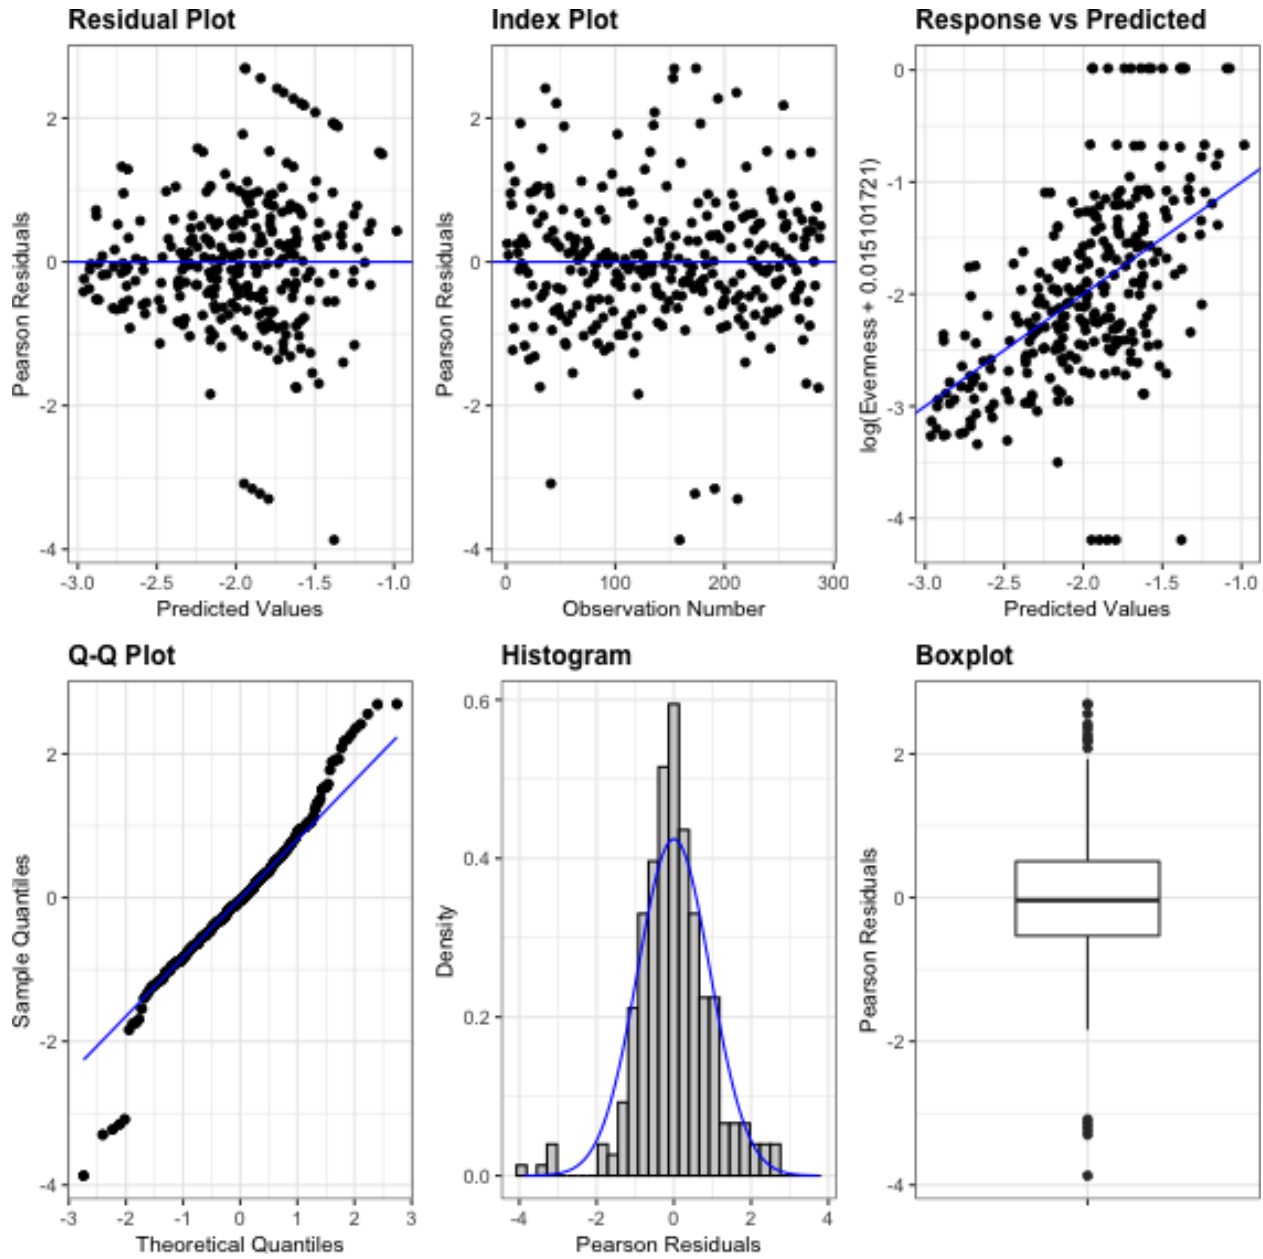 Residual Plot
Index Plot
Response vs Predicted
Pearson Residuals
2
0
-2
-4
-3.0 -2.5 -2.0 -1.5 -1.0
Predicted Values
Pearson Residuals
2
0
-2
-4
0 100 200 300
Observation Number
log(Evenness + 0.015101721)
0
-1
-2
-3
-4
-3.0 -2.5 -2.0 -1.5 -1.0
Predicted Values
Q-Q Plot
Histogram
Boxplot
Sample Quantiles
2
0
-2
-4
-3 -2 -1 0 1 2 3
Theoretical Quantiles
Density
0.6
0.4
0.2
0.0
-4 -2 0 2 4
Pearson Residuals
Pearson Residuals
2
0
-2
-4